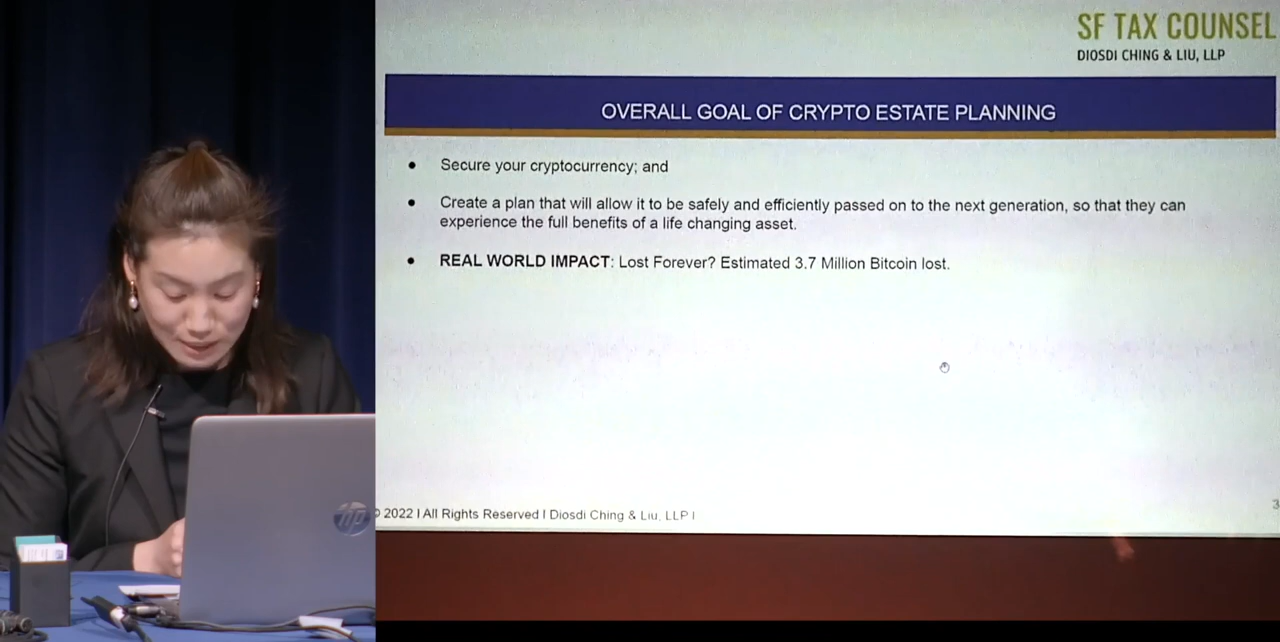 SF TAX COUNSEL
DIOSDI CHING & LIU, LLP
OVERALL GOAL OF CRYPTO ESTATE PLANNING
Secure your cryptocurrency; and
Create a plan that will allow it to be safely and efficiently passed on to the next generation, so that they can
experience the full benefits of a life changing asset.
REAL WORLD IMPACT: Lost Forever? Estimated 3.7 Million Bitcoin lost.
© 2022 I All Rights Reserved I Diosdi Ching & Liu, LLP I
3
hp